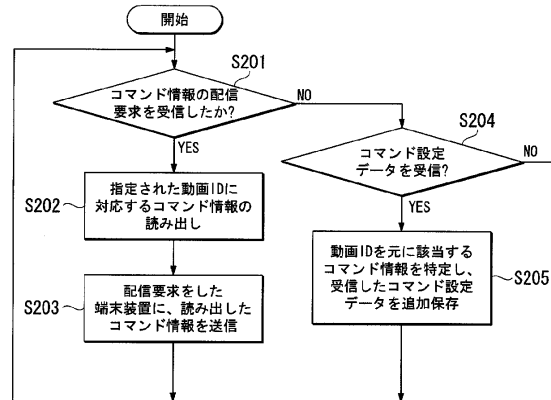 開始
S201
コマンド情報の配信
要求を受信したか?
NO
YES
S204
コマンド設定
データを受信?
NO
YES
S202
指定された動画IDに
対応するコマンド情報の
読み出し
S203
配信要求をした
端末装置に、読み出した
コマンド情報を送信
動画IDを元に該当する
コマンド情報を特定し、
受信したコマンド設定
データを追加保存
S205